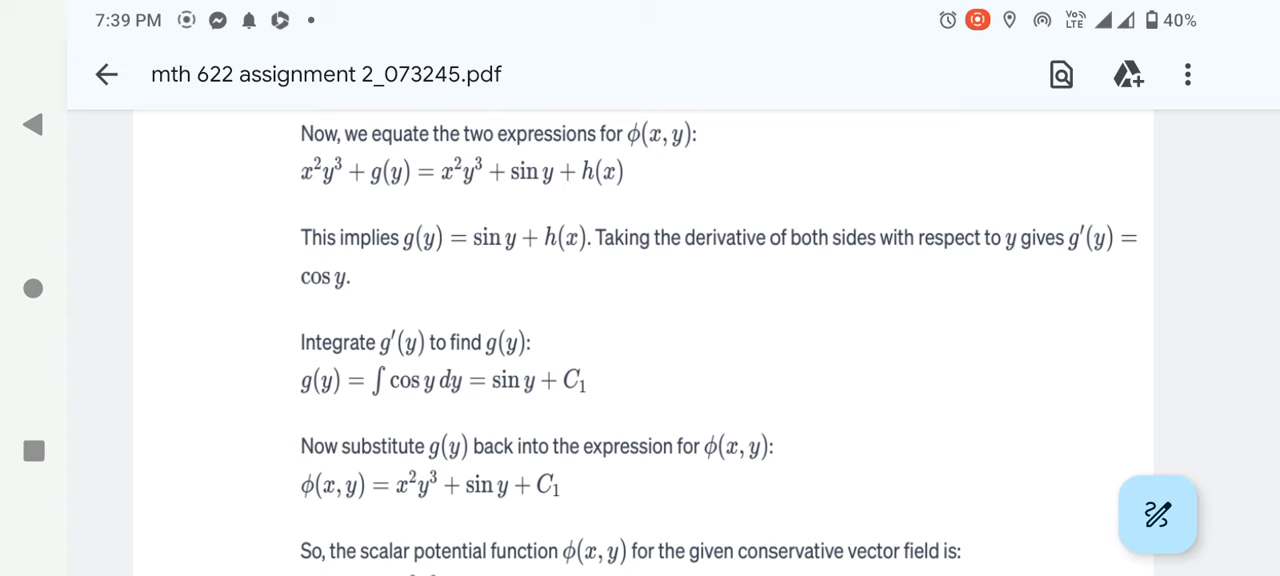 7:39 PM VoLTE 40%
mth 622 assignment 2_073245.pdf
Now, we equate the two expressions for ϕ(x, y):
x²y³ + g(y) = x²y³ + sin y + h(x)
This implies g(y) = sin y + h(x). Taking the derivative of both sides with respect to y gives g′(y) =
cos y.
Integrate g′(y) to find g(y):
g(y) = ∫ cos y dy = sin y + C₁
Now substitute g(y) back into the expression for ϕ(x, y):
ϕ(x, y) = x²y³ + sin y + C₁
So, the scalar potential function ϕ(x, y) for the given conservative vector field is: